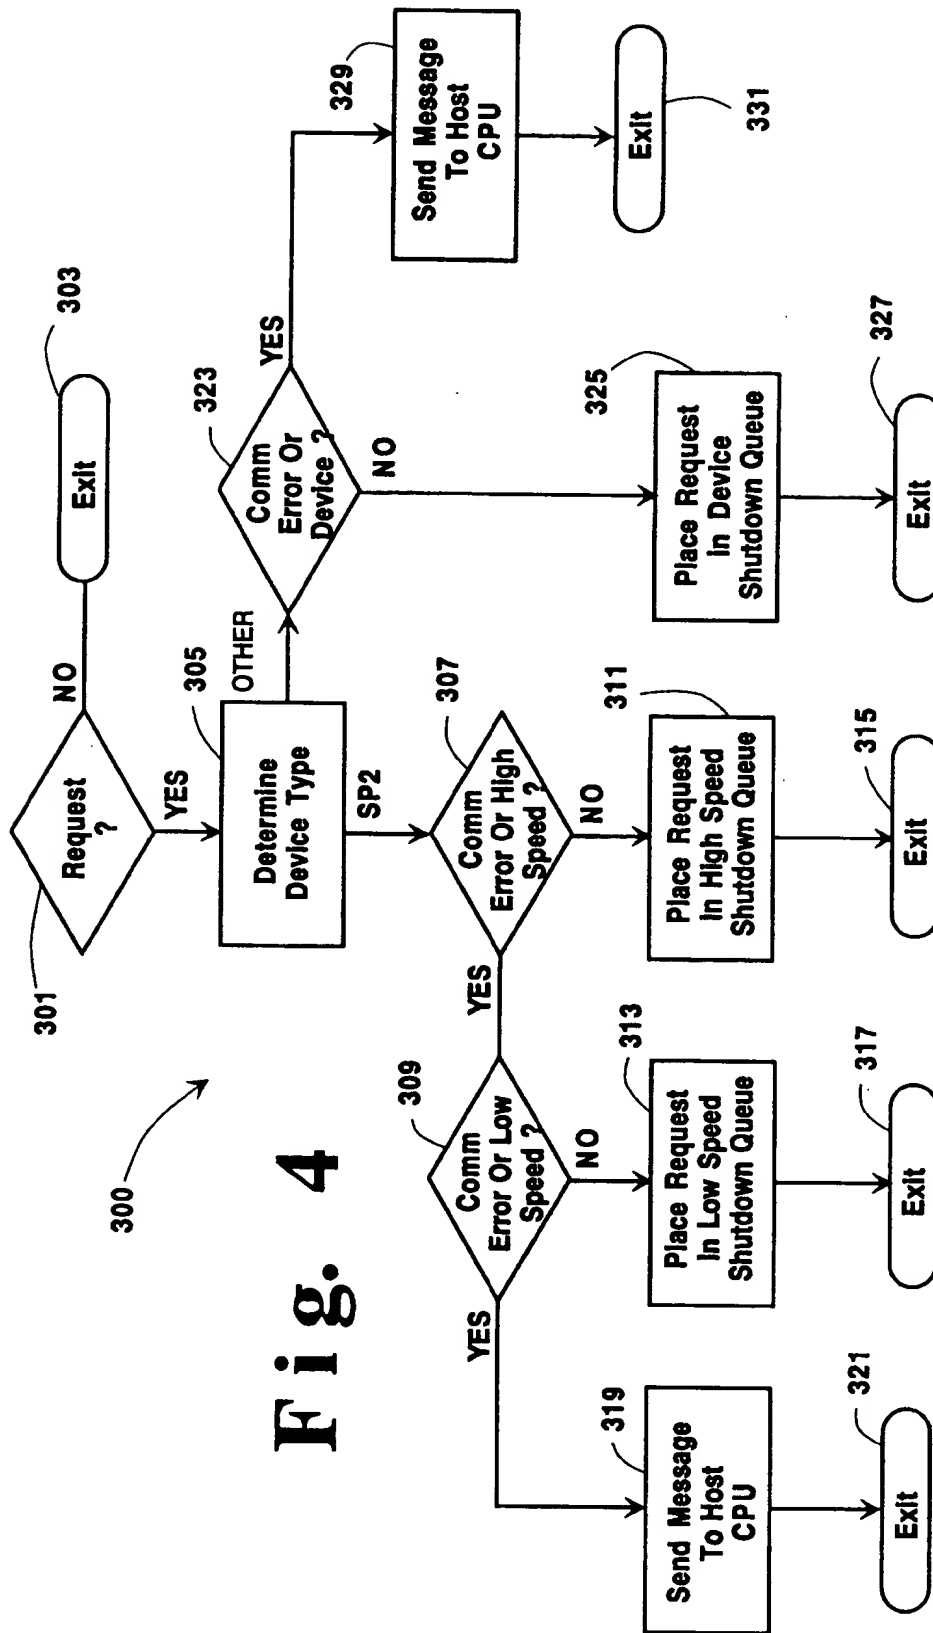 300
Fig. 4
301
Request
?
NO
Exit
303
YES
305
Determine
Device Type
OTHER
323
Comm
Error Or
Device ?
YES
329
Send Message
To Host
CPU
Exit
331
NO
325
Place Request
In Device
Shutdown Queue
Exit
327
SP2
307
Comm
Error Or High
Speed ?
NO
311
Place Request
In High Speed
Shutdown Queue
Exit
315
YES
309
Comm
Error Or Low
Speed ?
NO
313
Place Request
In Low Speed
Shutdown Queue
Exit
317
YES
319
Send Message
To Host
CPU
Exit
321